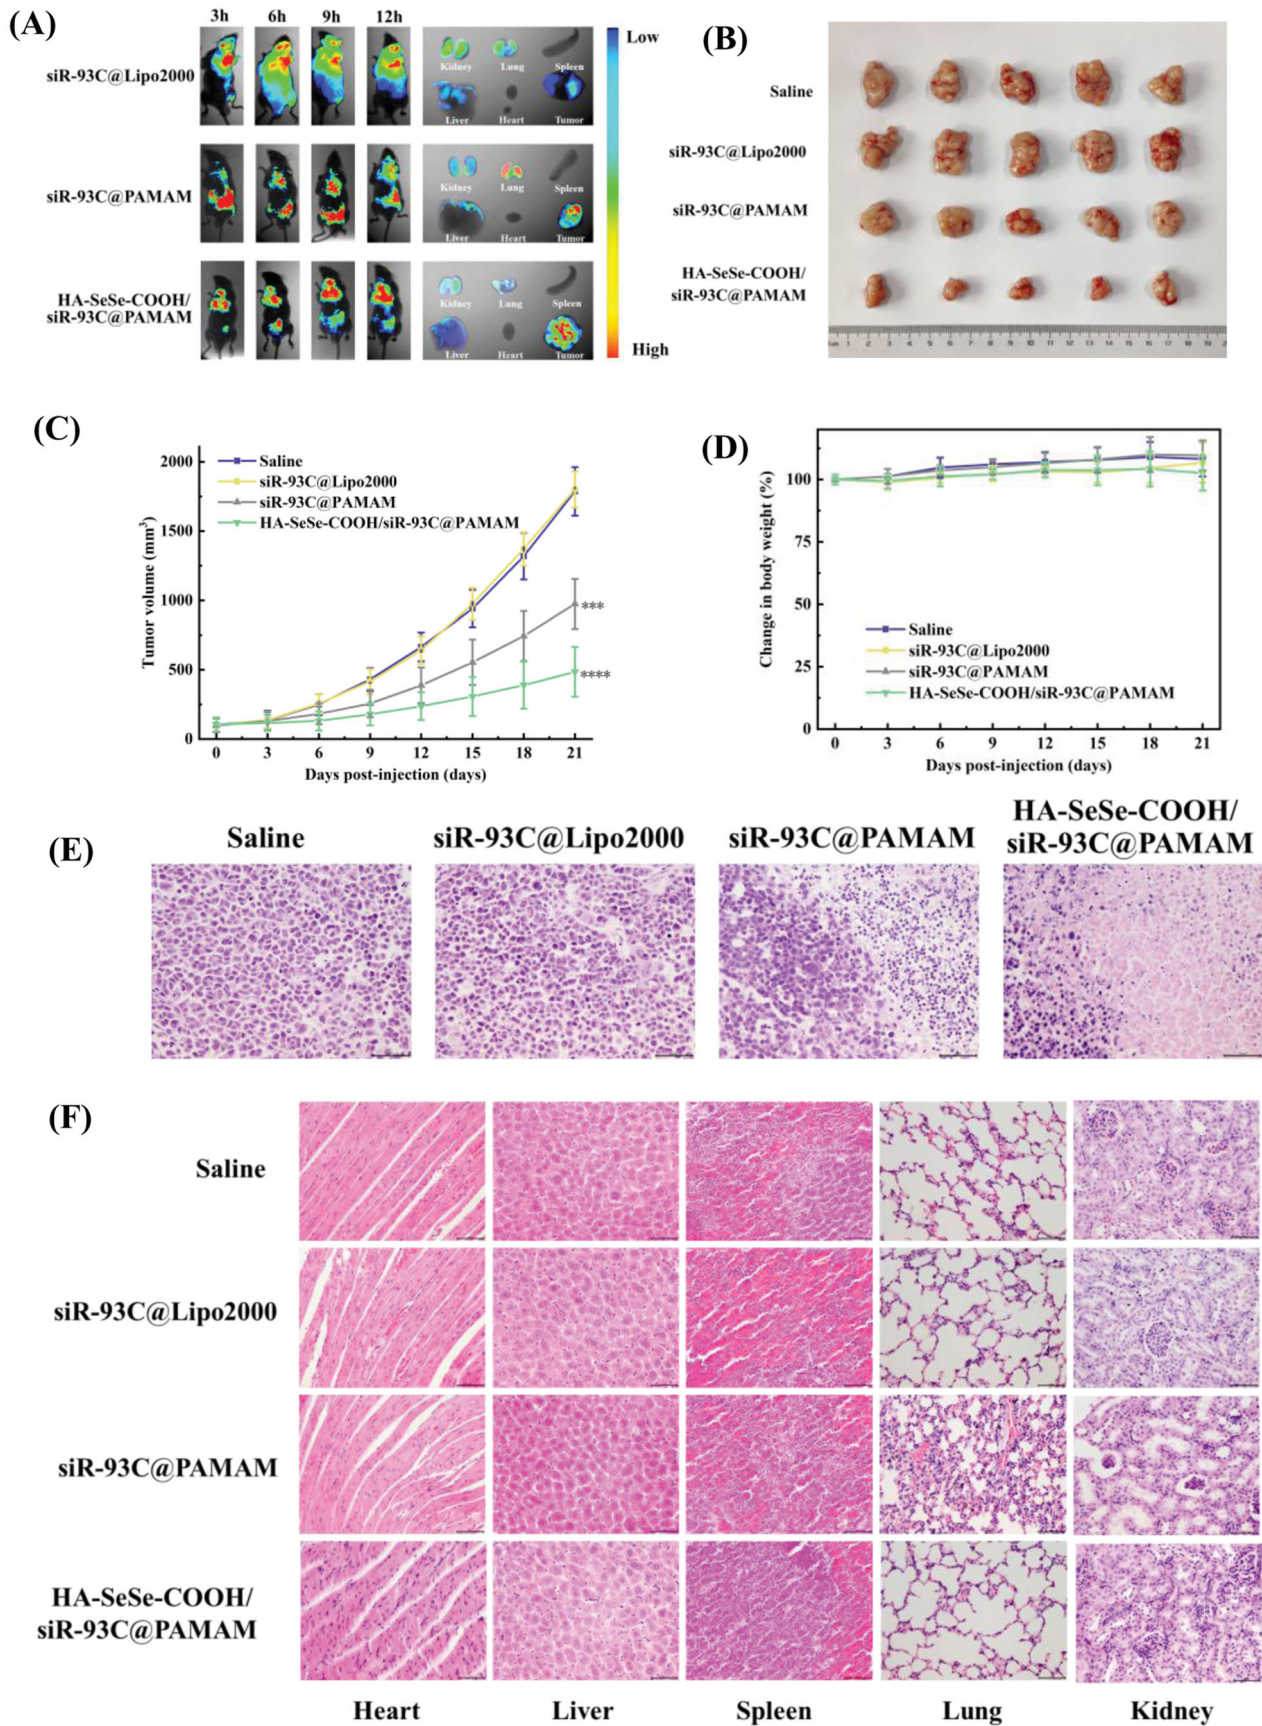 (A)
3h 6h 9h 12h
siR-93C@Lipo2000
Kidney Lung Spleen
Liver Heart Tumor
siR-93C@PAMAM
Kidney Lung Spleen
Liver Heart Tumor
HA-SeSe-COOH/
siR-93C@PAMAM
Kidney Lung Spleen
Liver Heart Tumor
Low
High
(B)
Saline
siR-93C@Lipo2000
siR-93C@PAMAM
HA-SeSe-COOH/
siR-93C@PAMAM
(C)
Tumor volume (mm³)
2000
1500
1000
500
0
Saline
siR-93C@Lipo2000
siR-93C@PAMAM
HA-SeSe-COOH/siR-93C@PAMAM
***
****
0 3 6 9 12 15 18 21
Days post-injection (days)
(D)
Change in body weight (%)
100
75
50
25
0
Saline
siR-93C@Lipo2000
siR-93C@PAMAM
HA-SeSe-COOH/siR-93C@PAMAM
0 3 6 9 12 15 18 21
Days post-injection (days)
(E)
Saline
siR-93C@Lipo2000
siR-93C@PAMAM
HA-SeSe-COOH/
siR-93C@PAMAM
(F)
Saline
siR-93C@Lipo2000
siR-93C@PAMAM
HA-SeSe-COOH/
siR-93C@PAMAM
Heart Liver Spleen Lung Kidney